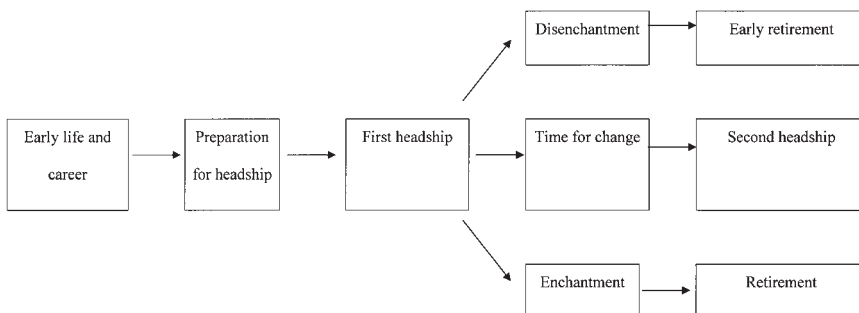 Disenchantment
Early retirement
Early life and
career
Preparation
for headship
First headship
Time for change
Second headship
Enchantment
Retirement